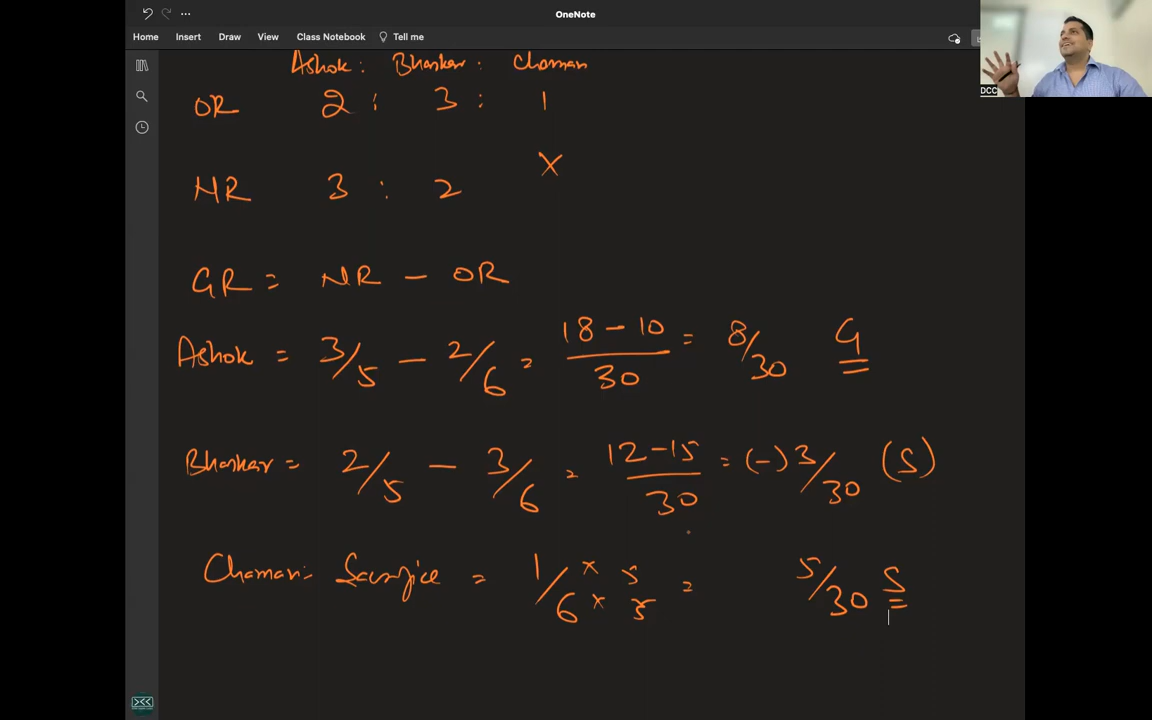 OneNote
Home Insert Draw View Class Notebook Tell me
DCC
Ashok : Bhaskar : Chaman
OR 2 : 3 : 1
NR 3 : 2 X
GR = NR - OR
Ashok = 3/5 - 2/6 = 18 - 10 / 30 = 8/30 G
Bhaskar = 2/5 - 3/6 = 12 - 15 / 30 = (-) 3/30 (S)
Chaman = Sacrifice = 1/6 x 5 x 5 = 5/30 S